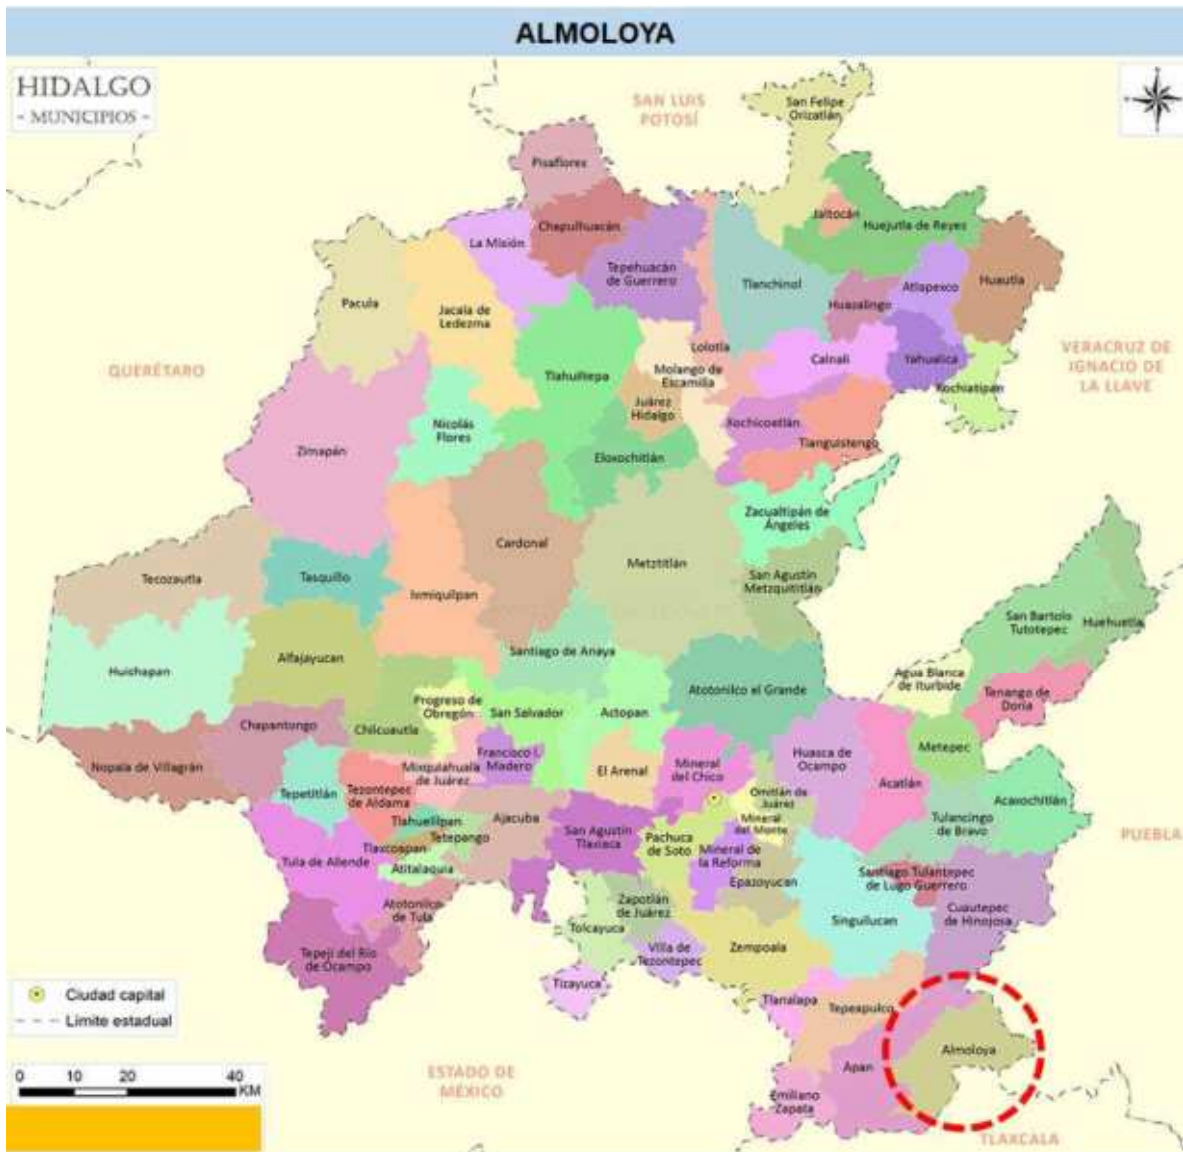 ALMOLOYA
HIDALGO
- MUNICIPIOS -
SAN LUIS
POTOSÍ
San Felipe
Orizatlán
Pisaflores
Chapulhuacán
La Misión
Jaltocán
Huejutla de Reyes
Tepehuacán
de Guerrero
Tlanchinol
Huautla
Atlapexco
Huazalingo
Pacula
Jacala de
Ledezma
QUERÉTARO
VERACRUZ DE
IGNACIO DE
LA LLAVE
Lolotla
Calnali
Yahualica
Xochiatipan
Tlahuiltepa
Molango de
Escamilla
Juárez
Hidalgo
Nicolás
Flores
Xochicoatlán
Tianguistengo
Zimapán
Eloxochitlán
Zacualtipán de
Ángeles
Cardonal
Metztitlán
San Agustín
Metzquititlán
Tecozautla
Tasquillo
Ixmiquilpan
San Bartolo
Tutotepec
Huehuetla
Santiago de Anaya
Alfajayucan
Huichapan
Agua Blanca
de Iturbide
Tenango de
Doria
Atotonilco el Grande
Progreso de
Obregón
San Salvador
Actopan
Chapantongo
Chilcuautla
Metepec
Huasca de
Ocampo
Nopala de Villagrán
Mixquiahuala
de Juárez
Francisco I.
Madero
El Arenal
Mineral
del Chico
Acatlán
Tepetitlán
Tezontepec
de Aldama
Omitlán de
Juárez
Acaxochitlán
Tlahuelilpan
Ajacuba
Mineral
del Monte
Tulancingo
de Bravo
Tetepango
San Agustín
Tlaxiaca
Pachuca
de Soto
PUEBLA
Tlaxcoapan
Tula de Allende
Atitalaquia
Mineral de
la Reforma
Epazoyucan
Santiago Tulantepec
de Lugo Guerrero
Atotonilco
de Tula
Zapotlán
de Juárez
Tolcayuca
Singuilucan
Cuautepec
de Hinojosa
Tepeji del Río
de Ocampo
Villa de
Tezontepec
Zempoala
Tizayuca
Ciudad capital
Limite estadual
Tlanalapa
Tepeapulco
Almoloya
Apan
ESTADO DE
MÉXICO
0 10 20 40
KM
Emiliano
Zapata
TLAXCALA